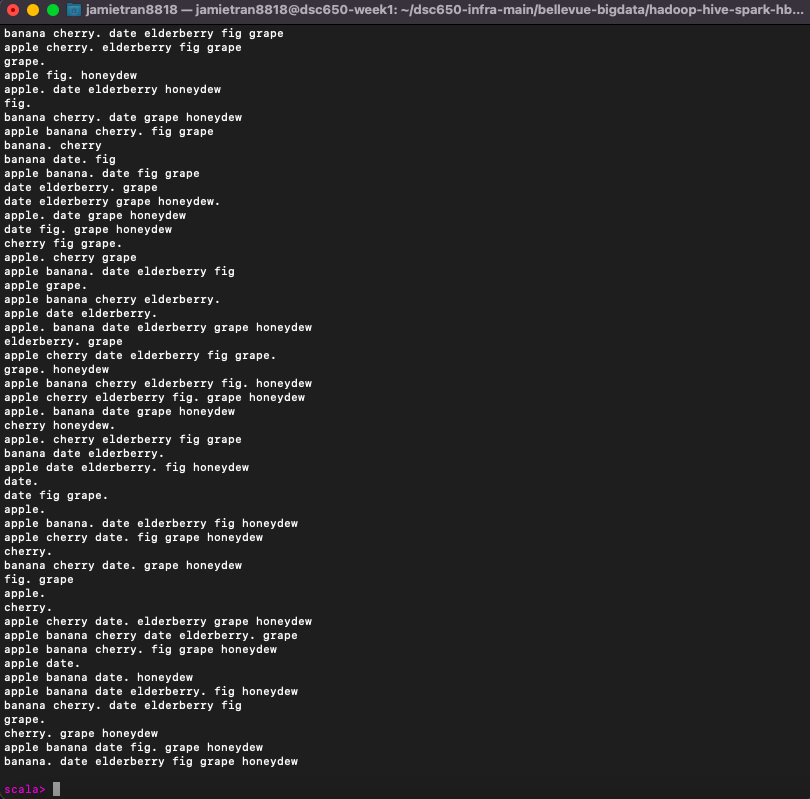 jamietran8818 — jamietran8818@dsc650-week1: ~/dsc650-infra-main/bellevue-bigdata/hadoop-hive-spark-hb...
banana cherry. date elderberry fig grape
apple cherry. elderberry fig grape
grape.
apple fig. honeydew
apple. date elderberry honeydew
fig.
banana cherry. date grape honeydew
apple banana cherry. fig grape
banana. cherry
banana date. fig
apple banana. date fig grape
date elderberry. grape
date elderberry grape honeydew.
apple. date grape honeydew
date fig. grape honeydew
cherry fig grape.
apple. cherry grape
apple banana. date elderberry fig
apple grape.
apple banana cherry elderberry.
apple date elderberry.
apple. banana date elderberry grape honeydew
elderberry. grape
apple cherry date elderberry fig grape.
grape. honeydew
apple banana cherry elderberry fig. honeydew
apple cherry elderberry fig. grape honeydew
apple. banana date grape honeydew
cherry honeydew.
apple. cherry elderberry fig grape
banana date elderberry.
apple date elderberry. fig honeydew
date.
date fig grape.
apple.
apple banana. date elderberry fig honeydew
apple cherry date. fig grape honeydew
cherry.
banana cherry date. grape honeydew
fig. grape
apple.
cherry.
apple cherry date. elderberry grape honeydew
apple banana cherry date elderberry. grape
apple banana cherry. fig grape honeydew
apple date.
apple banana date. honeydew
apple banana date elderberry. fig honeydew
banana cherry. date elderberry fig
grape.
cherry. grape honeydew
apple banana date fig. grape honeydew
banana. date elderberry fig grape honeydew
scala>